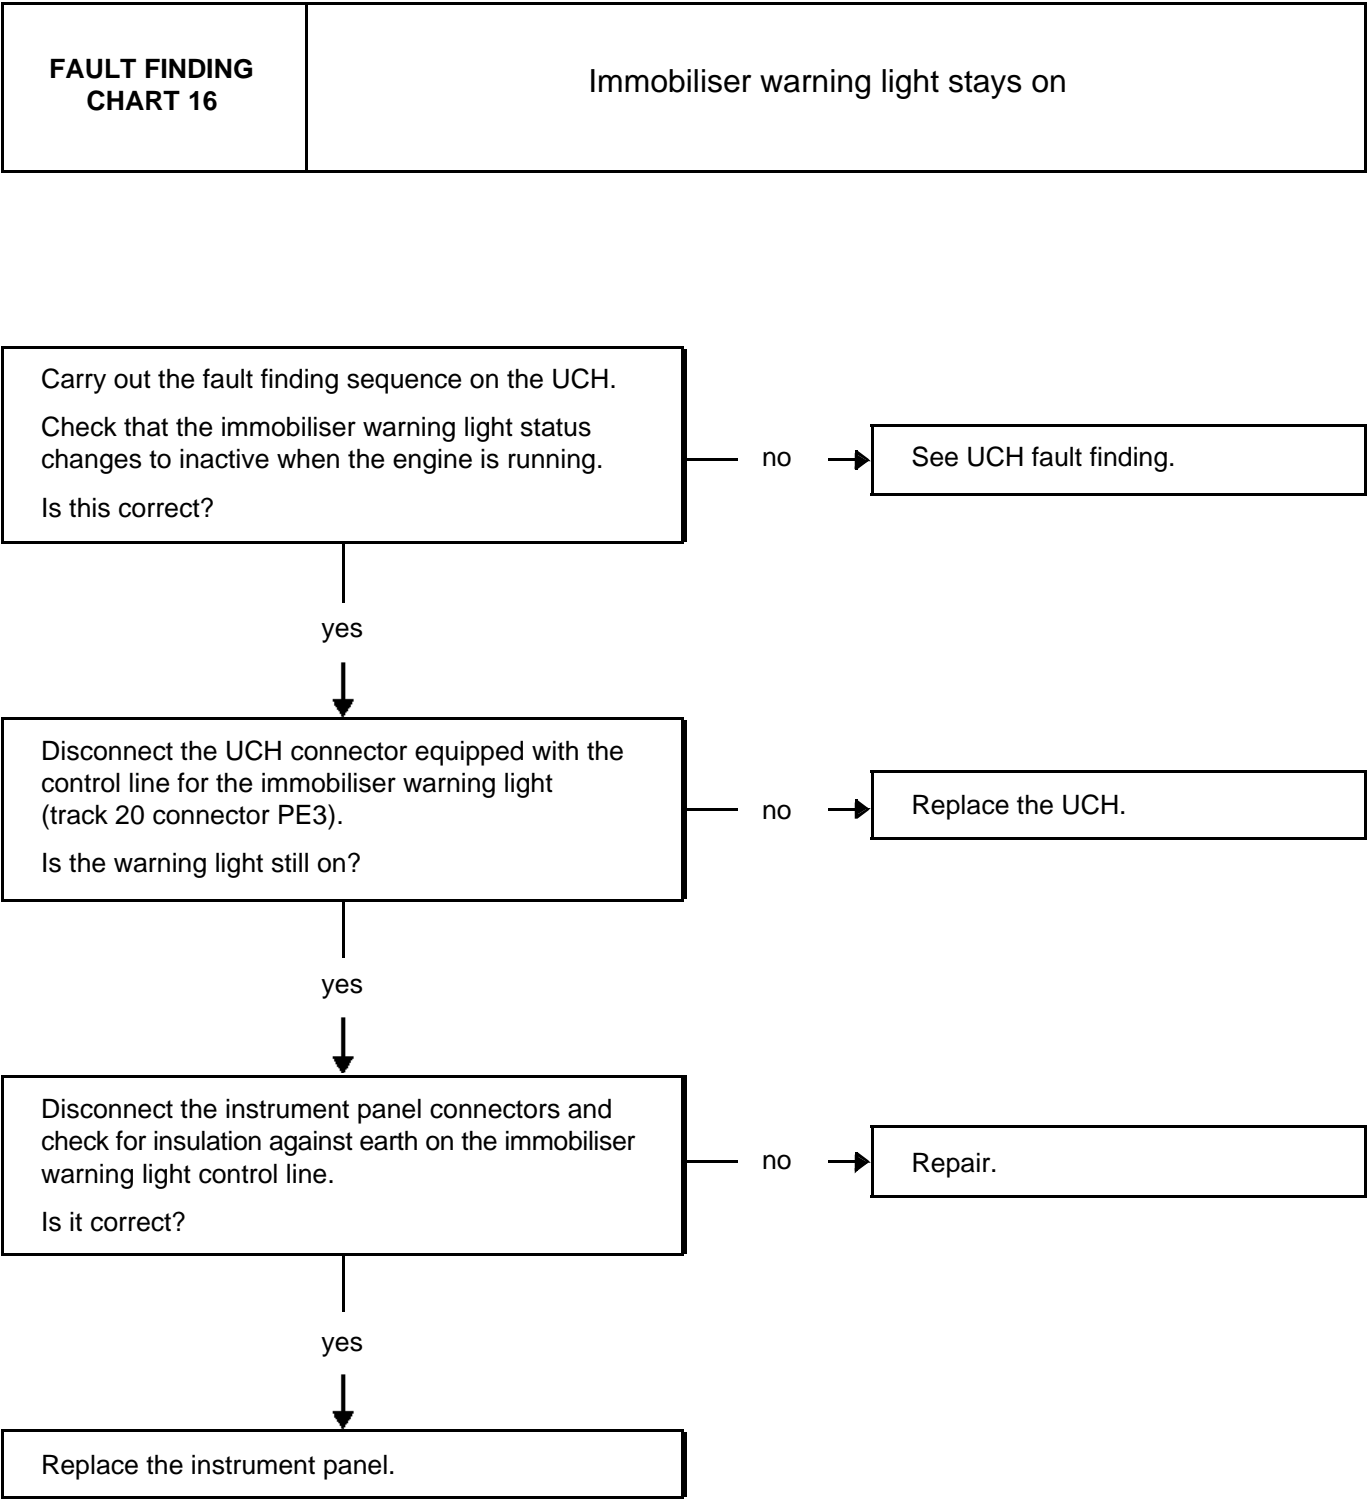 FAULT FINDING
CHART 16
Immobiliser warning light stays on
Carry out the fault finding sequence on the UCH.
Check that the immobiliser warning light status
changes to inactive when the engine is running.
Is this correct?
no
See UCH fault finding.
yes
Disconnect the UCH connector equipped with the
control line for the immobiliser warning light
(track 20 connector PE3).
Is the warning light still on?
no
Replace the UCH.
yes
Disconnect the instrument panel connectors and
check for insulation against earth on the immobiliser
warning light control line.
Is it correct?
no
Repair.
yes
Replace the instrument panel.